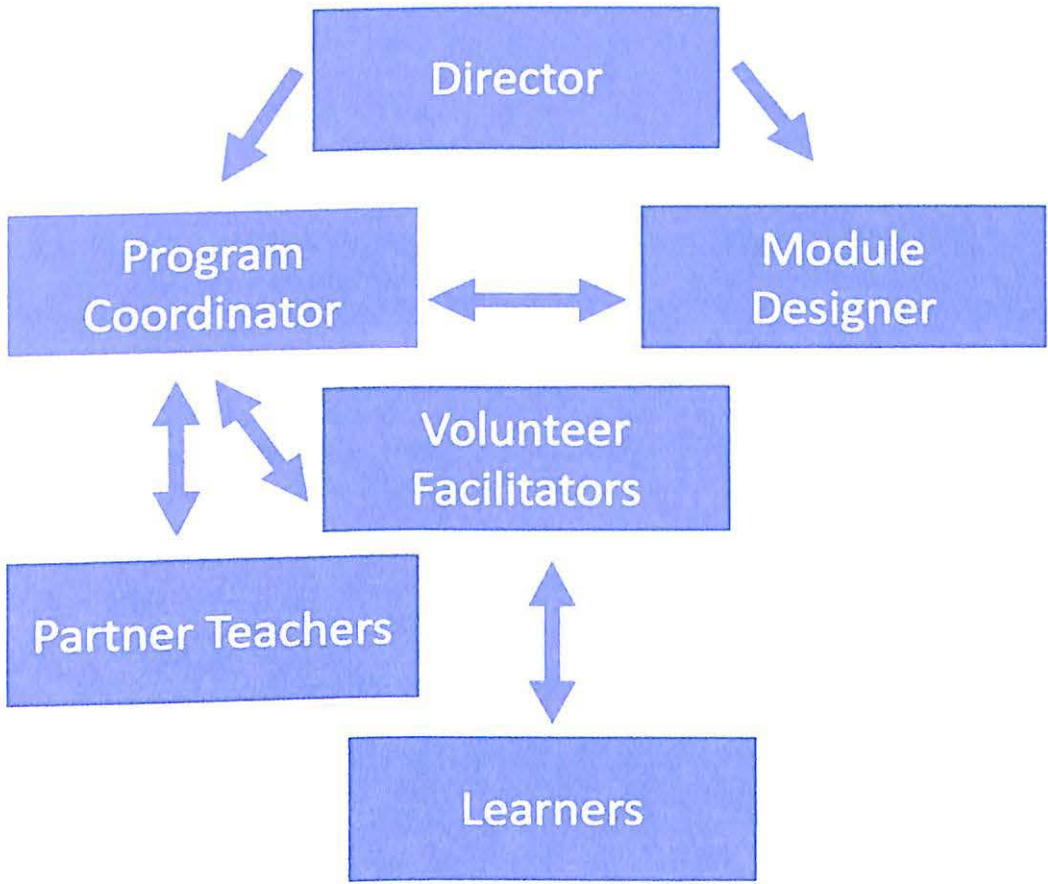 Director
Program
Coordinator
Module
Designer
Volunteer
Facilitators
Partner Teachers
Learners